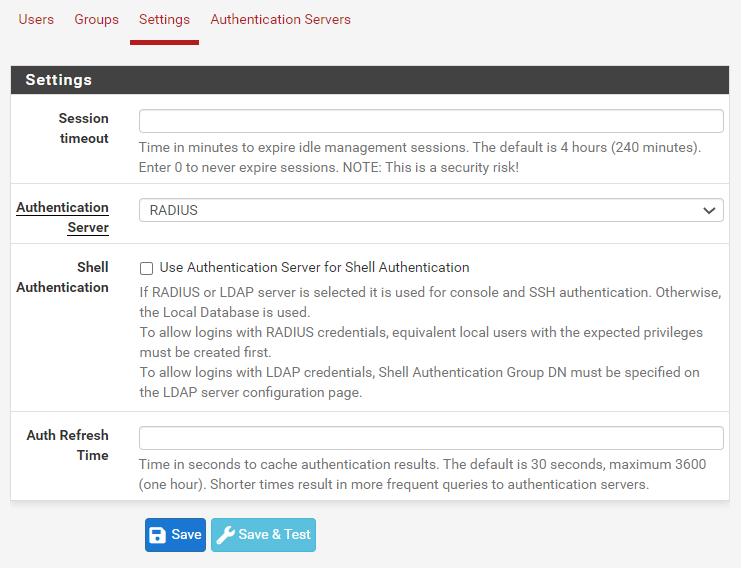 Users Groups Settings Authentication Servers
Settings
Session
timeout
Time in minutes to expire idle management sessions. The default is 4 hours (240 minutes).
Enter 0 to never expire sessions. NOTE: This is a security risk!
Authentication
Server
RADIUS
Shell
Authentication
Use Authentication Server for Shell Authentication
If RADIUS or LDAP server is selected it is used for console and SSH authentication. Otherwise,
the Local Database is used.
To allow logins with RADIUS credentials, equivalent local users with the expected privileges
must be created first.
To allow logins with LDAP credentials, Shell Authentication Group DN must be specified on
the LDAP server configuration page.
Auth Refresh
Time
Time in seconds to cache authentication results. The default is 30 seconds, maximum 3600
(one hour). Shorter times result in more frequent queries to authentication servers.
Save Save & Test